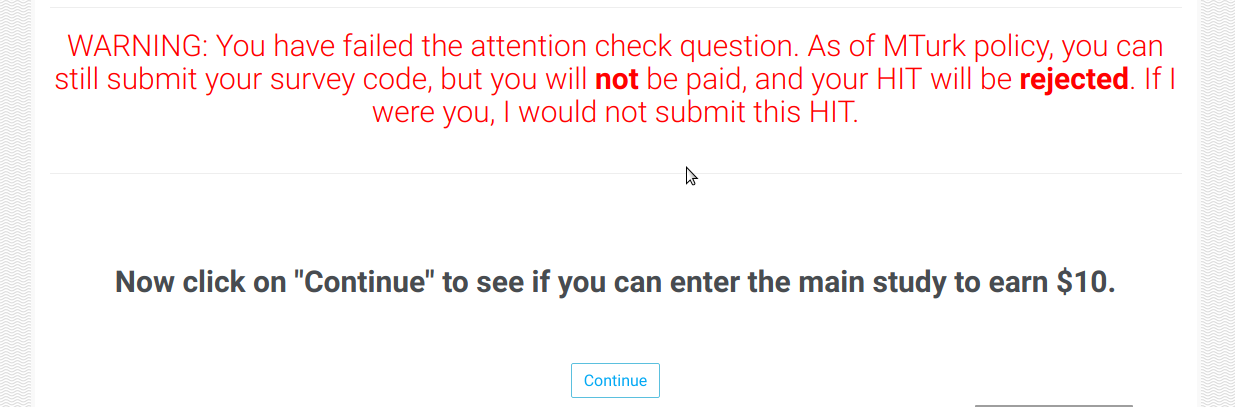 WARNING: You have failed the attention check question. As of MTurk policy, you can
still submit your survey code, but you will not be paid, and your HIT will be rejected. If I
were you, I would not submit this HIT.
Now click on "Continue" to see if you can enter the main study to earn $10.
Continue